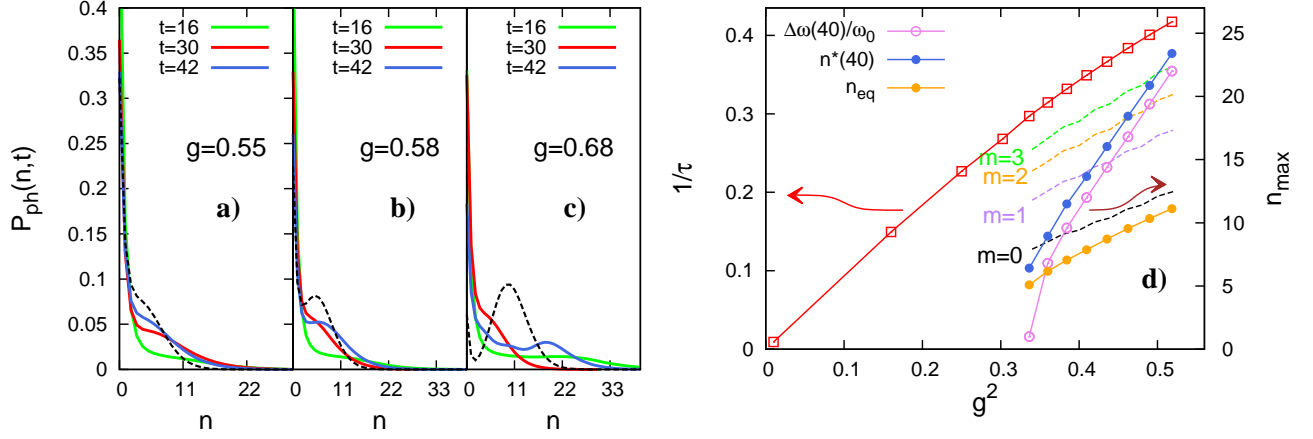 0.4
0.35
0.3
0.25
0.2
0.15
0.1
0.05
0
P_ph(n,t)
t=16
t=30
t=42
g=0.55
a)
0 11 22
n
t=16
t=30
t=42
g=0.58
b)
0 11 22 33
n
t=16
t=30
t=42
g=0.68
c)
0 11 22 33
n
0.4
0.3
0.2
0.1
0
1/τ
Δω(40)/ω_0
n*(40)
n_eq
m=3
m=2
m=1
m=0
d)
25
20
15
10
5
0
n_max
0 0.1 0.2 0.3 0.4 0.5
g²